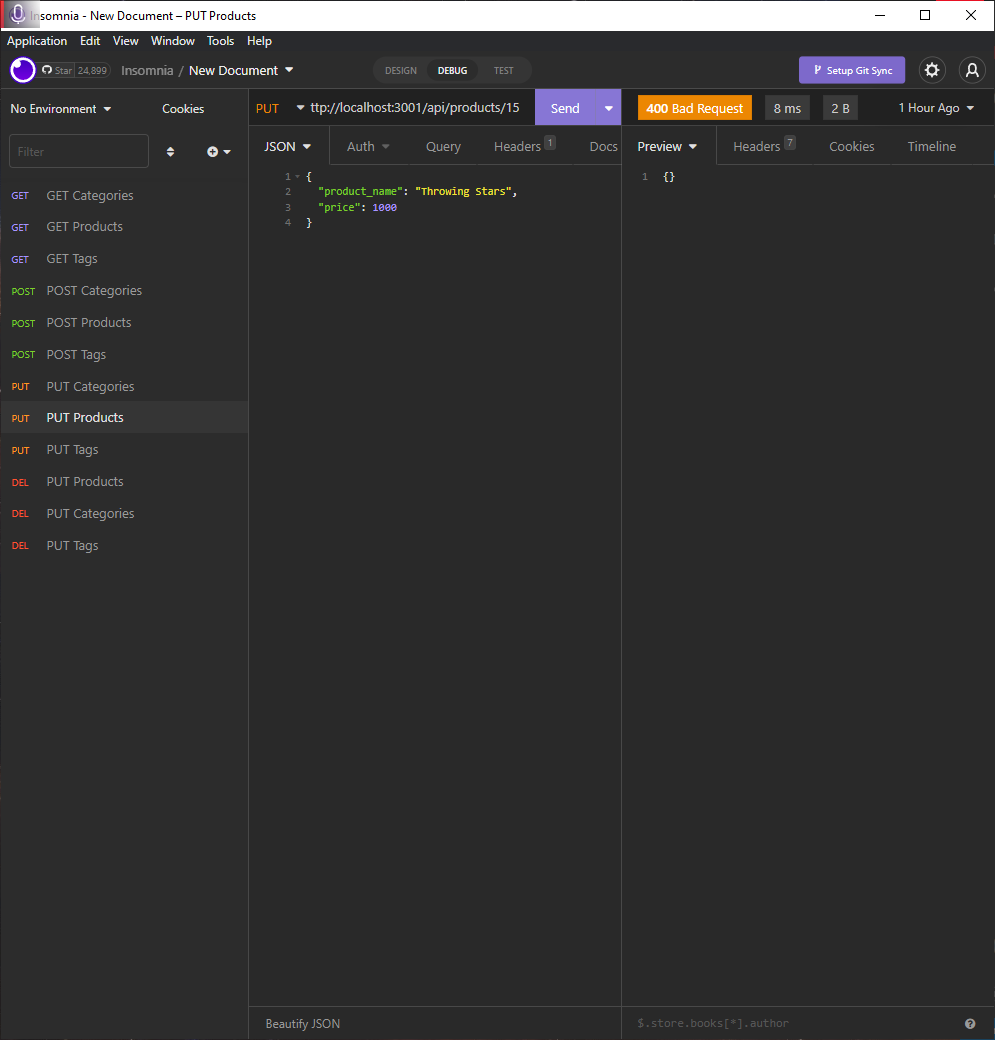 Insomnia - New Document – PUT Products
Application Edit View Window Tools Help
Star 24,899 Insomnia / New Document DESIGN DEBUG TEST Setup Git Sync
No Environment Cookies
Filter
GET GET Categories
GET GET Products
GET GET Tags
POST POST Categories
POST POST Products
POST POST Tags
PUT PUT Categories
PUT PUT Products
PUT PUT Tags
DEL PUT Products
DEL PUT Categories
DEL PUT Tags
PUT ttp://localhost:3001/api/products/15 Send
JSON Auth Query Headers 1 Docs
1 {
2 "product_name": "Throwing Stars",
3 "price": 1000
4 }
Beautify JSON
400 Bad Request 8 ms 2 B 1 Hour Ago
Preview Headers 7 Cookies Timeline
1 {}
$.store.books[*].author